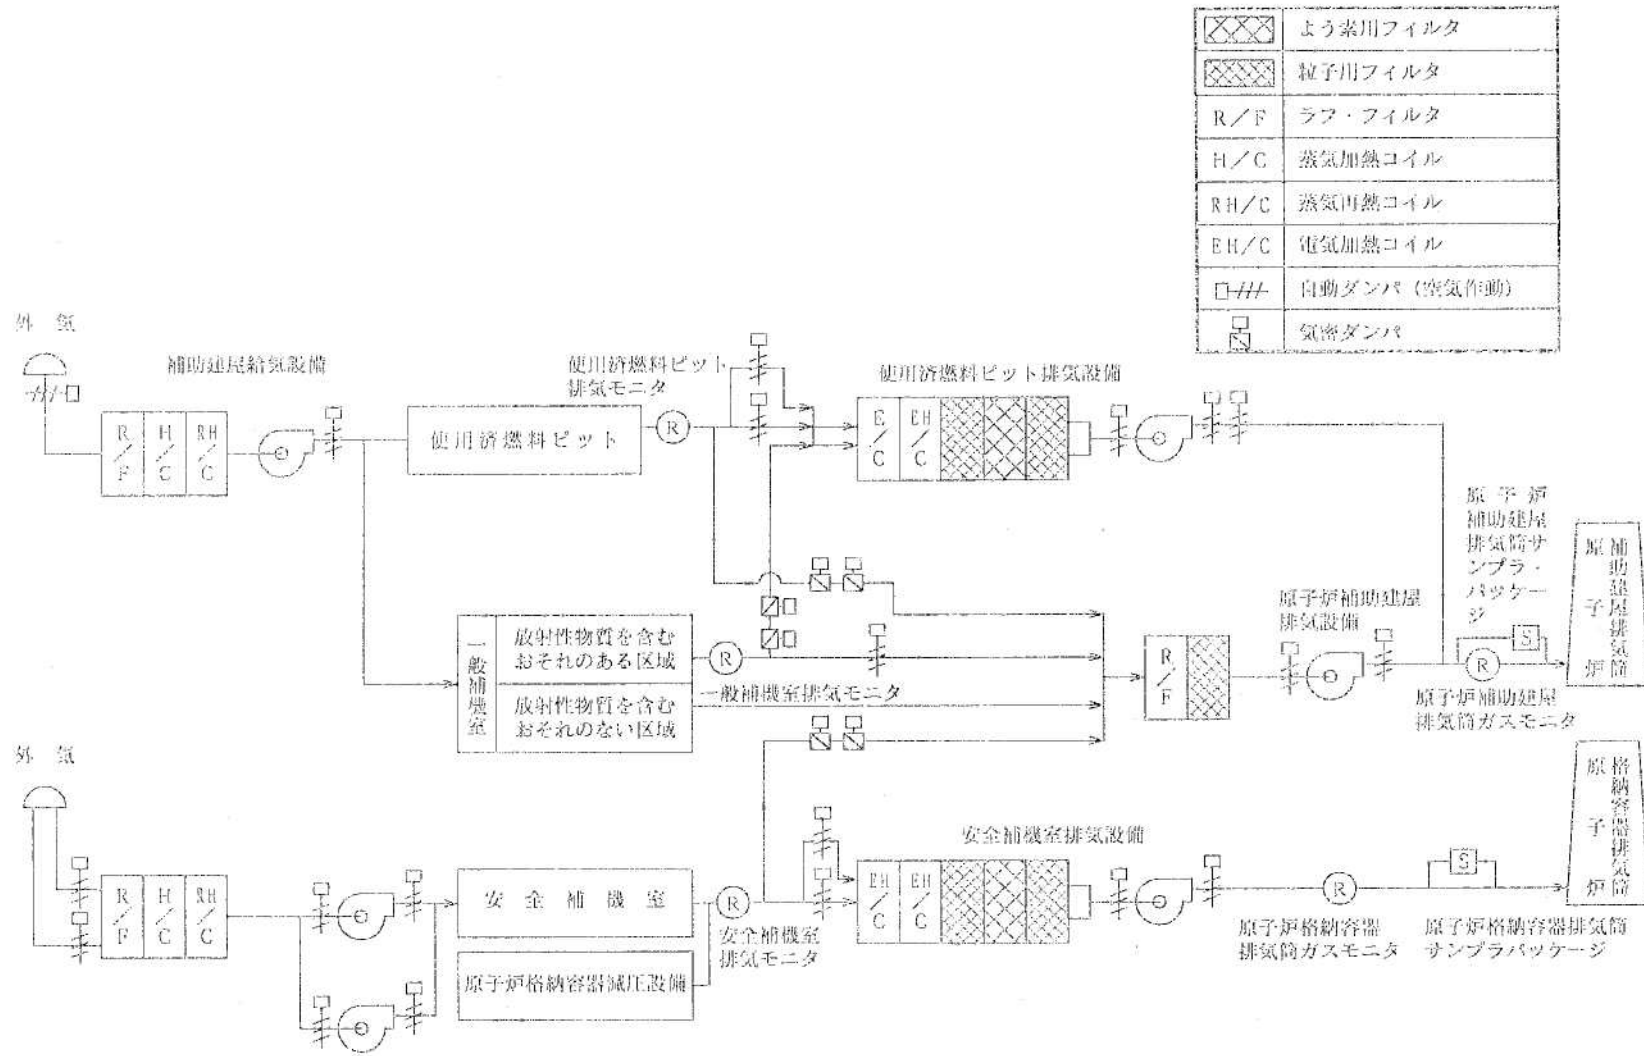 よう素用フィルタ
粒子用フィルタ
R／F ラフ・フィルタ
H／C 蒸気加熱コイル
RH／C 蒸気再熱コイル
EH／C 電気加熱コイル
自動ダンパ（空気作動）
気密ダンパ
外気
補助建屋給気設備
R／F
H／C
RH／C
使用済燃料ピット
使用済燃料ピット
排気モニタ
R
使用済燃料ピット排気設備
E／C
EH／C
一般補機室
放射性物質を含む
おそれのある区域
放射性物質を含む
おそれのない区域
R
一般補機室排気モニタ
R／F
原子炉補助建屋
排気設備
原子炉
補助建屋
排気筒サ
ンプラ・
パッケー
ジ
S
R
原子炉補助建屋
排気筒ガスモニタ
原子炉
補助建屋排気筒
外気
R／F
H／C
RH／C
安全補機室
原子炉格納容器減圧設備
R
安全補機室
排気モニタ
安全補機室排気設備
EH／C
EH／C
R
原子炉格納容器
排気筒ガスモニタ
S
原子炉格納容器排気筒
サンプラパッケージ
原子炉
格納容器排気筒